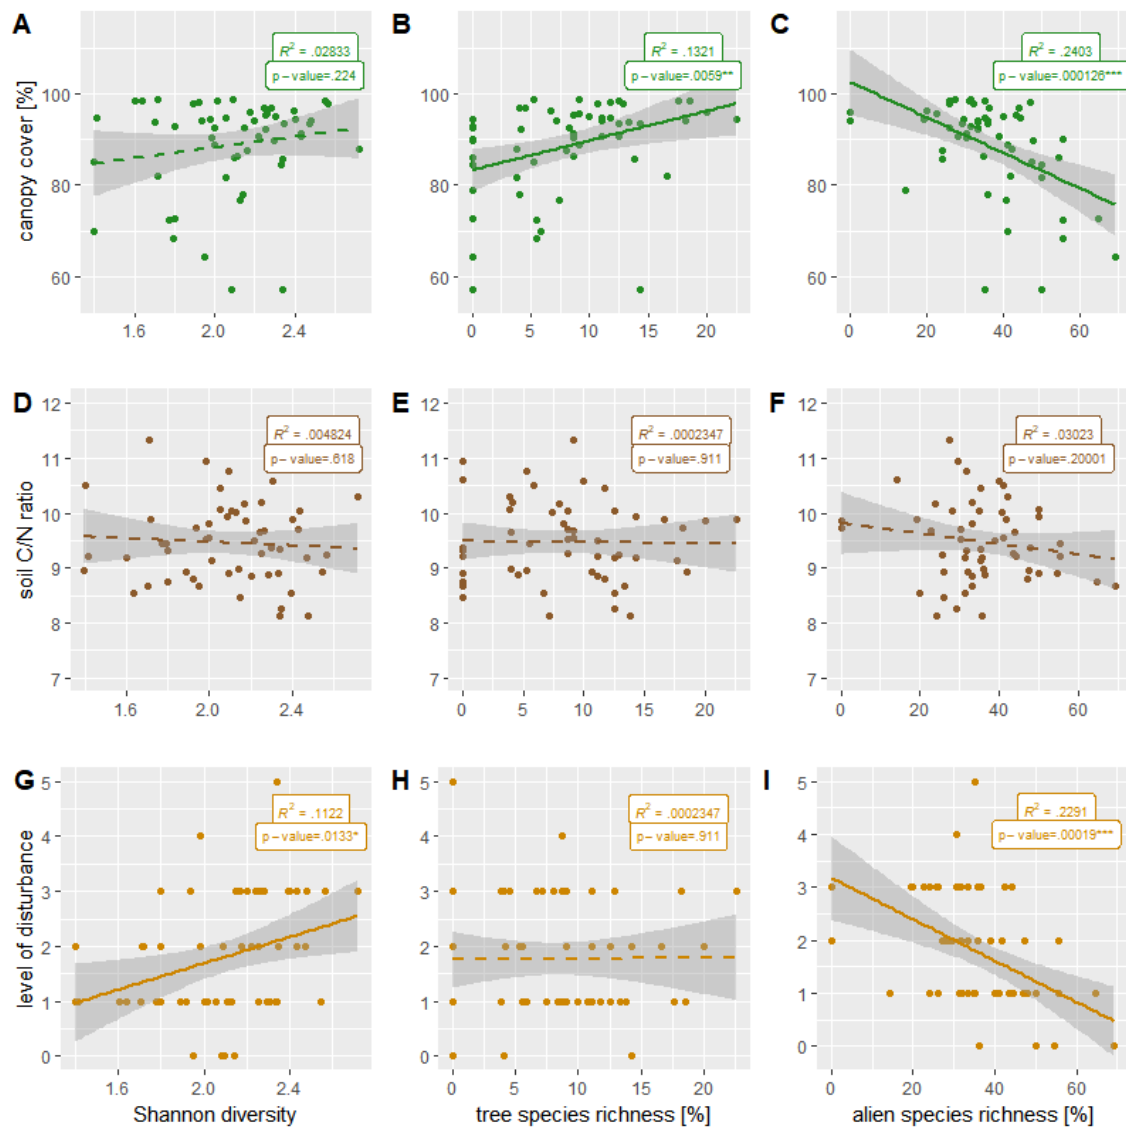 A
R² = .02833
p−value=.224
B
R² = .1321
p−value=.0059**
C
R² = .2403
p−value=.000126***
canopy cover [%]
100
80
60
1.6 2.0 2.4
0 5 10 15 20
0 20 40 60
D
R² = .004824
p−value=.618
E
R² = .0002347
p−value=.911
F
R² = .03023
p−value=.20001
soil C/N ratio
12
11
10
9
8
7
12
11
10
9
8
7
12
11
10
9
8
7
1.6 2.0 2.4
0 5 10 15 20
0 20 40 60
G
R² = .1122
p−value=.0133*
H
R² = .0002347
p−value=.911
I
R² = .2291
p−value=.00019***
level of disturbance
5
4
3
2
1
0
5
4
3
2
1
0
5
4
3
2
1
0
1.6 2.0 2.4
0 5 10 15 20
0 20 40 60
Shannon diversity
tree species richness [%]
alien species richness [%]
100
80
60
100
80
60